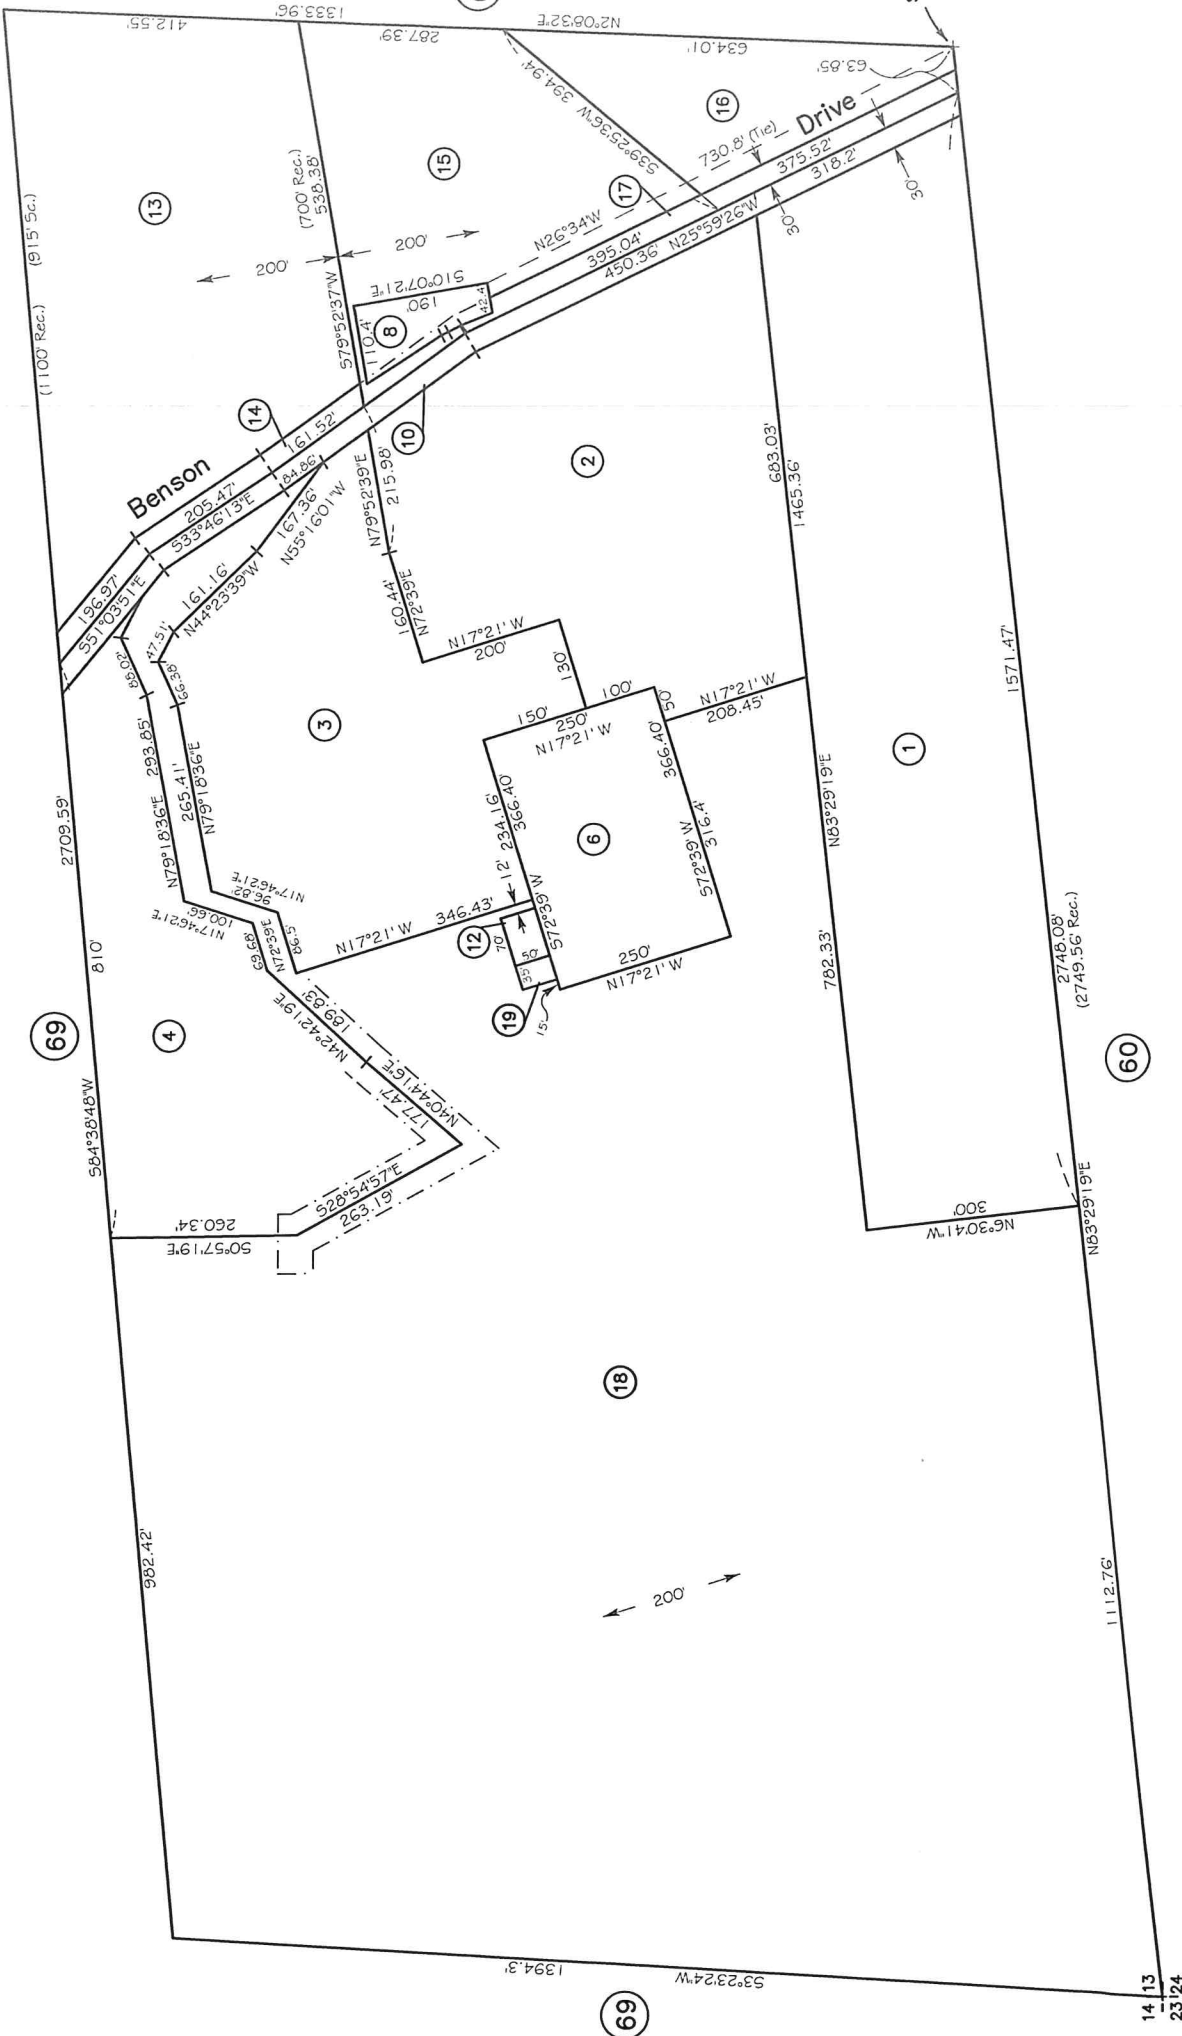 412.55'
1333.96'
287.39'
N2°08'32"E
634.01'
63.85'
(915' Sc.)
(1100' Rec.)
13
(700' Rec.)
538.38'
15
16
394.94'
S39°25'36"W
730.8' (Tie)
Drive
200'
200'
17
375.52'
318.2'
30'
30'
N26°34'W
395.04'
N25°59'26"W
450.36'
S79°52'37"W
S10°07'21"E
190'
42.4'
110.4'
8
14
161.52'
10
Benson
205.47'
S33°46'13"E
84.86'
167.36'
N55°16'01"W
N79°52'39"E
215.98'
2
683.03'
1465.36'
196.97'
S51°03'51"E
161.16'
N44°23'39"W
47.51'
86.02'
66.38'
160.44'
N72°39'E
N17°21'W
200'
130'
1571.47'
2709.59'
293.85'
N79°18'36"E
265.41'
N79°18'36"E
3
150'
250'
N17°21'W
100'
50'
N17°21'W
208.45'
1
234.16'
366.40'
366.40'
6
316.4'
S72°39'W
N83°29'19"E
N17°46'21"E
100.66'
96.82'
N17°46'21"E
69.68'
N72°39'E
86.5'
N17°21'W
346.43'
12'
S72°39'W
12
70'
50'
35'
19
15'
250'
N17°21'W
782.33'
2748.08'
(2749.56' Rec.)
810'
69
4
N42°42'19"E
189.83'
N40°44'16"E
177.47'
60
S84°38'48"W
260.34'
S0°57'19"E
S28°54'57"E
263.19'
300'
N6°30'41"W
N83°29'19"E
18
982.42'
200'
1112.76'
1394.3'
S3°23'24"W
69
14 13
23 24